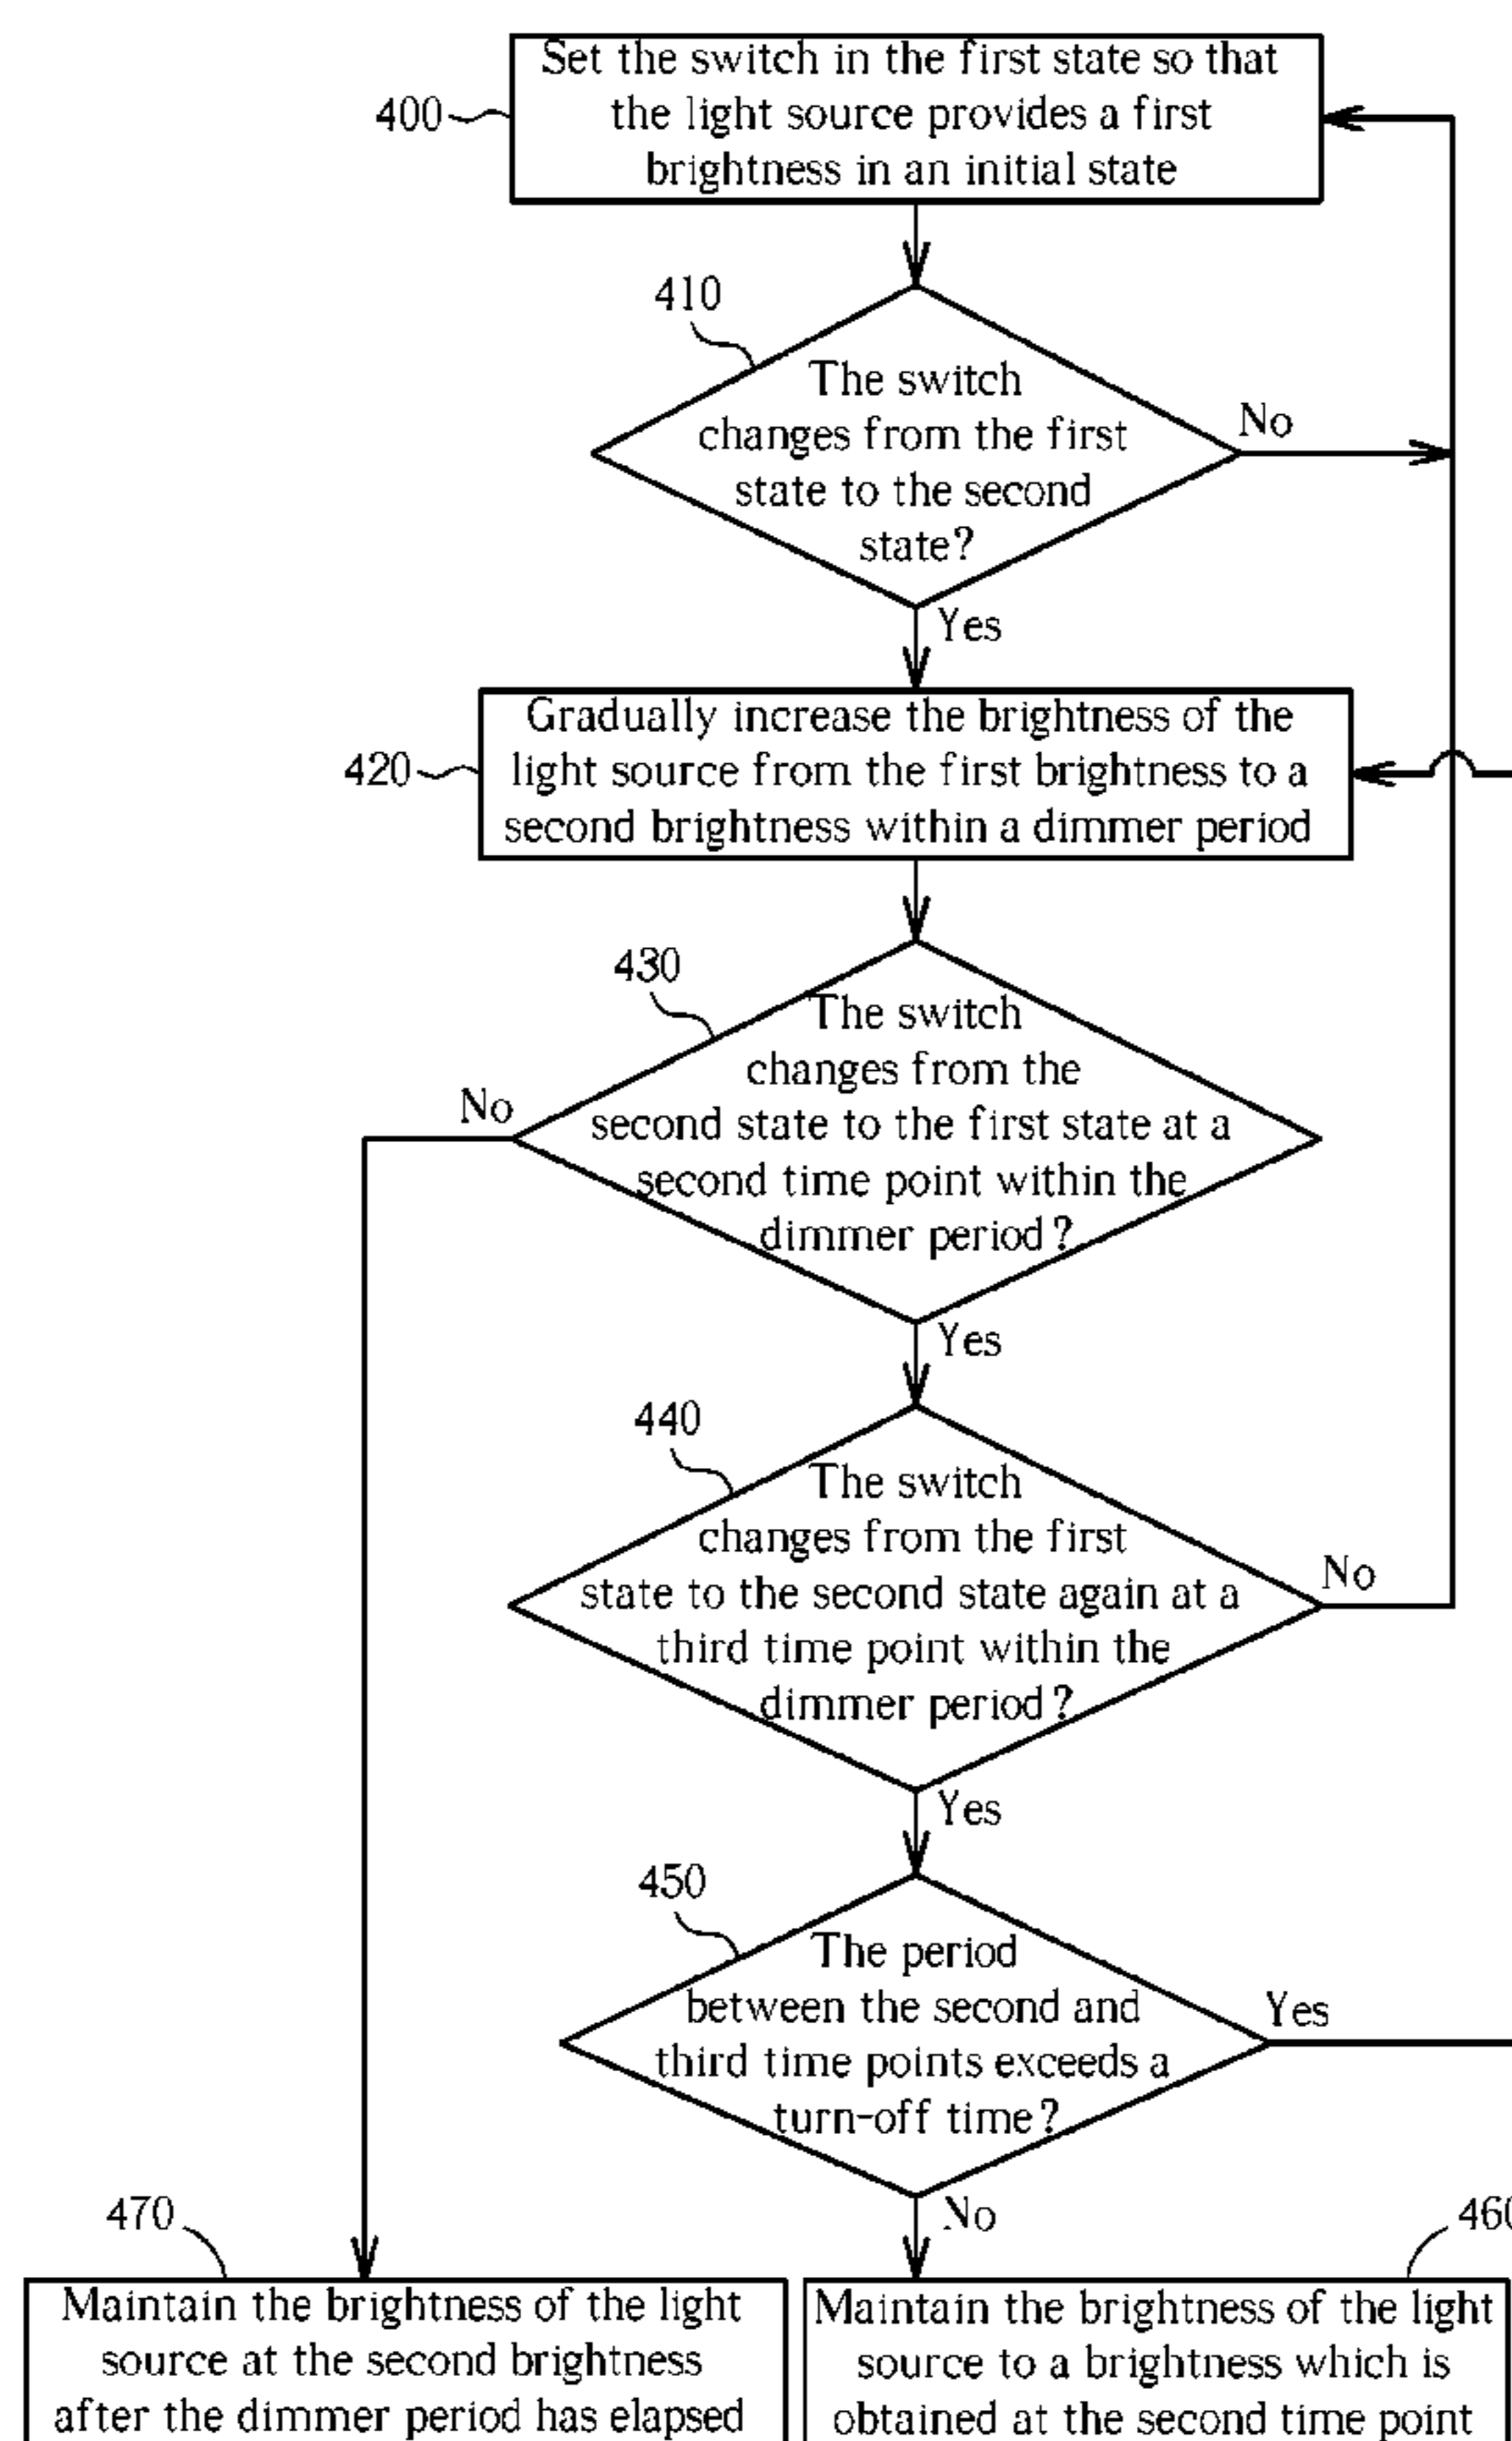 400
Set the switch in the first state so that
the light source provides a first
brightness in an initial state
410
The switch
changes from the first
state to the second
state?
No
Yes
420
Gradually increase the brightness of the
light source from the first brightness to a
second brightness within a dimmer period
430
The switch
changes from the
second state to the first state at a
second time point within the
dimmer period?
No
Yes
440
The switch
changes from the first
state to the second state again at a
third time point within the
dimmer period?
No
Yes
450
The period
between the second and
third time points exceeds a
turn-off time?
Yes
No
470
Maintain the brightness of the light
source at the second brightness
after the dimmer period has elapsed
460
Maintain the brightness of the light
source to a brightness which is
obtained at the second time point